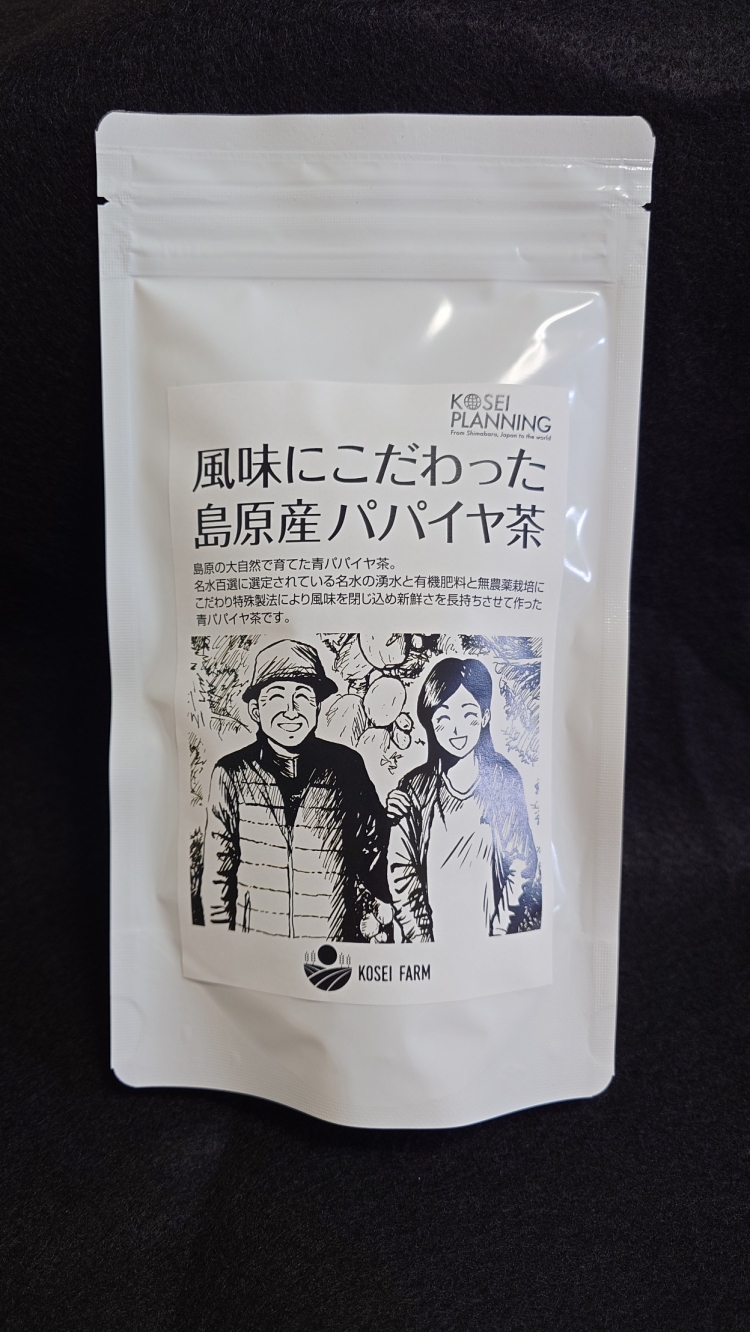 KOSEI
PLANNING
From Shimabara, Japan to the world
風味にこだわった
島原産パパイヤ茶
島原の大自然で育てた青パパイヤ茶。
名水百選に選定されている名水の湧水と有機肥料と無農薬栽培に
こだわり特殊製法により風味を閉じ込め新鮮さを長持ちさせて作った
青パパイヤ茶です。
KOSEI FARM